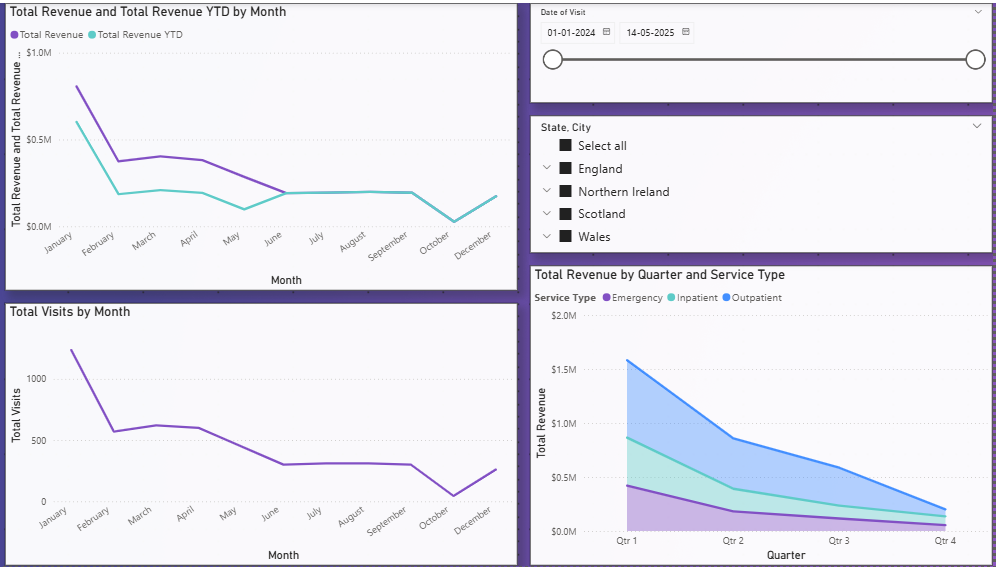 Total Revenue and Total Revenue YTD by Month
Total Revenue Total Revenue YTD
Total Revenue and Total Revenue ...
$1.0M
$0.5M
$0.0M
January February March April May June July August September October December
Month
Total Visits by Month
Total Visits
1000
500
0
January February March April May June July August September October December
Month
Date of Visit
01-01-2024 14-05-2025
State, City
Select all
England
Northern Ireland
Scotland
Wales
Total Revenue by Quarter and Service Type
Service Type Emergency Inpatient Outpatient
Total Revenue
$2.0M
$1.5M
$1.0M
$0.5M
$0.0M
Qtr 1 Qtr 2 Qtr 3 Qtr 4
Quarter